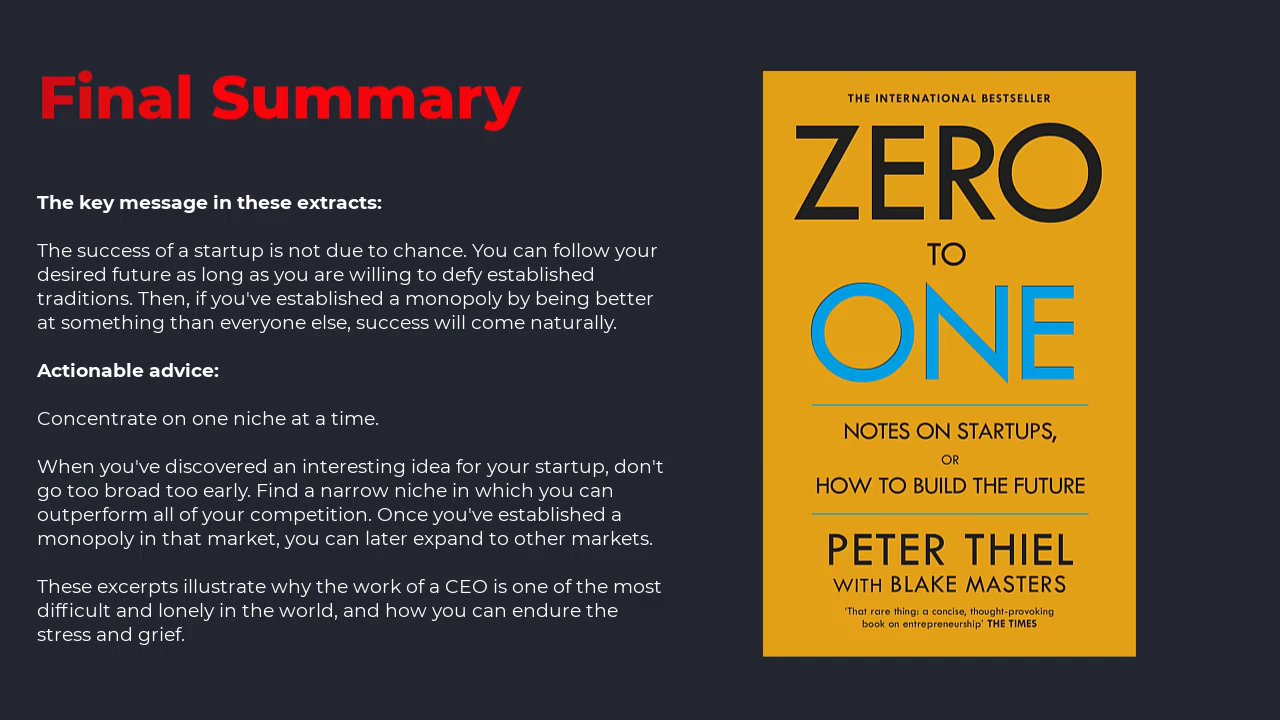 Final Summary
The key message in these extracts:
The success of a startup is not due to chance. You can follow your
desired future as long as you are willing to defy established
traditions. Then, if you've established a monopoly by being better
at something than everyone else, success will come naturally.
Actionable advice:
Concentrate on one niche at a time.
When you've discovered an interesting idea for your startup, don't
go too broad too early. Find a narrow niche in which you can
outperform all of your competition. Once you've established a
monopoly in that market, you can later expand to other markets.
These excerpts illustrate why the work of a CEO is one of the most
difficult and lonely in the world, and how you can endure the
stress and grief.
THE INTERNATIONAL BESTSELLER
ZERO
TO
ONE
NOTES ON STARTUPS,
OR
HOW TO BUILD THE FUTURE
PETER THIEL
WITH BLAKE MASTERS
'That rare thing: a concise, thought-provoking
book on entrepreneurship' THE TIMES